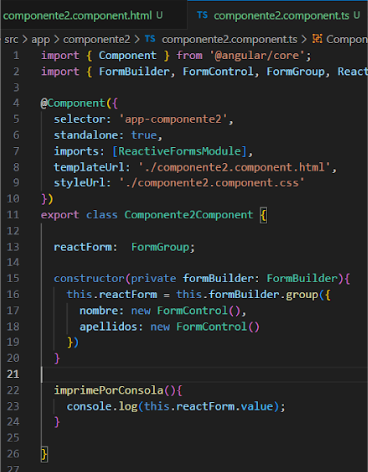 componente2.component.html U TS componente2.component.ts U
src > app > componente2 > TS componente2.component.ts > Compon
1 import { Component } from '@angular/core';
2 import { FormBuilder, FormControl, FormGroup, Reac
3
4 @Component({
5 selector: 'app-componente2',
6 standalone: true,
7 imports: [ReactiveFormsModule],
8 templateUrl: './componente2.component.html',
9 styleUrl: './componente2.component.css'
10 })
11 export class Componente2Component {
12
13 reactForm: FormGroup;
14
15 constructor(private formBuilder: FormBuilder){
16 this.reactForm = this.formBuilder.group({
17 nombre: new FormControl(),
18 apellidos: new FormControl()
19 })
20 }
21
22 imprimePorConsola(){
23 console.log(this.reactForm.value);
24 }
25
26 }
27